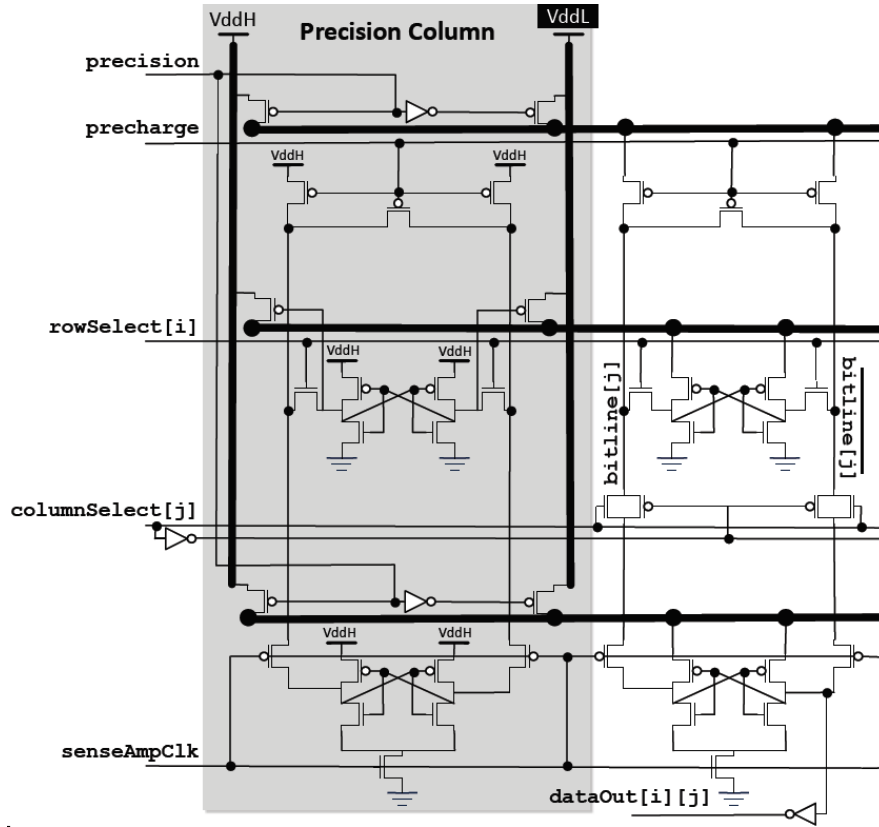 VddH
VddL
Precision Column
precision
precharge
VddH
VddH
rowSelect[i]
VddH
VddH
bitline[j]
bitline[j]
columnSelect[j]
VddH
VddH
senseAmpClk
dataOut[i][j]